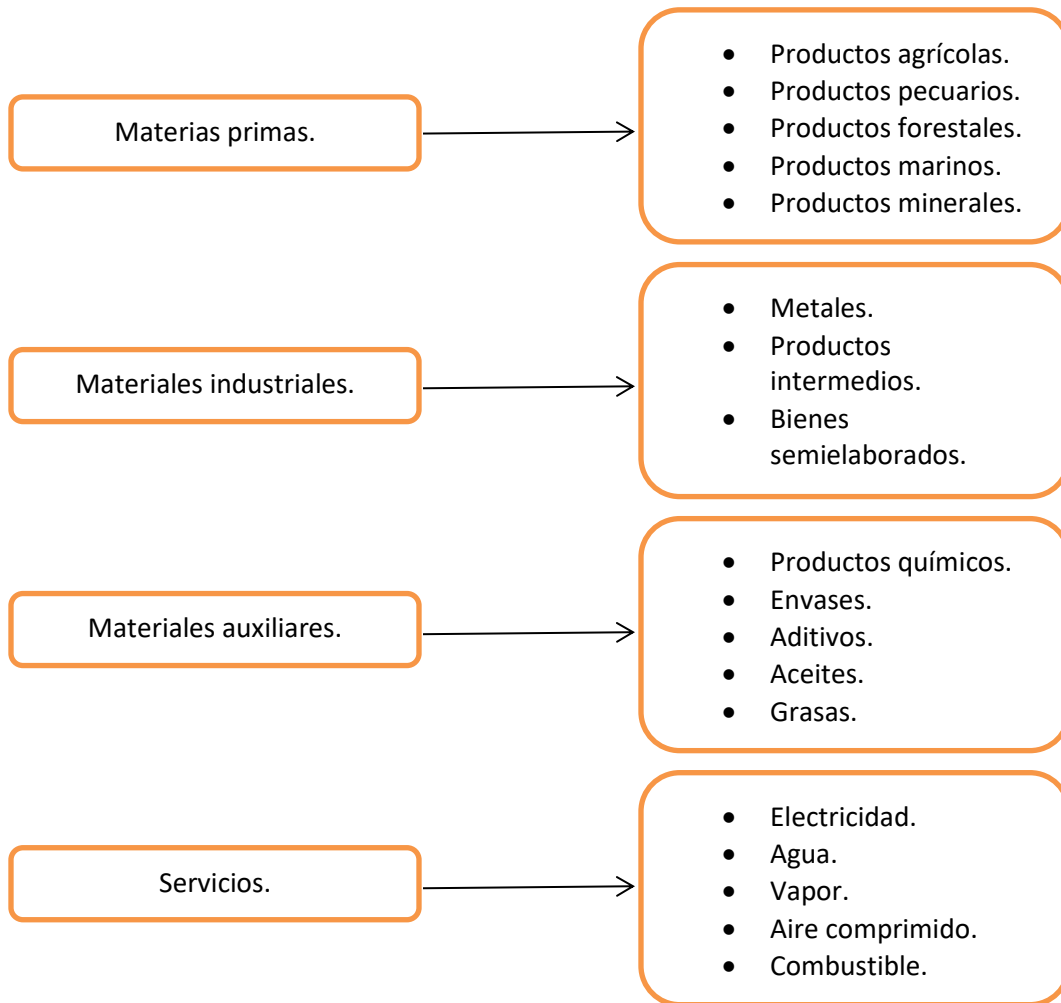 Materias primas.
• Productos agrícolas.
• Productos pecuarios.
• Productos forestales.
• Productos marinos.
• Productos minerales.
Materiales industriales.
• Metales.
• Productos
intermedios.
• Bienes
semielaborados.
Materiales auxiliares.
• Productos químicos.
• Envases.
• Aditivos.
• Aceites.
• Grasas.
Servicios.
• Electricidad.
• Agua.
• Vapor.
• Aire comprimido.
• Combustible.